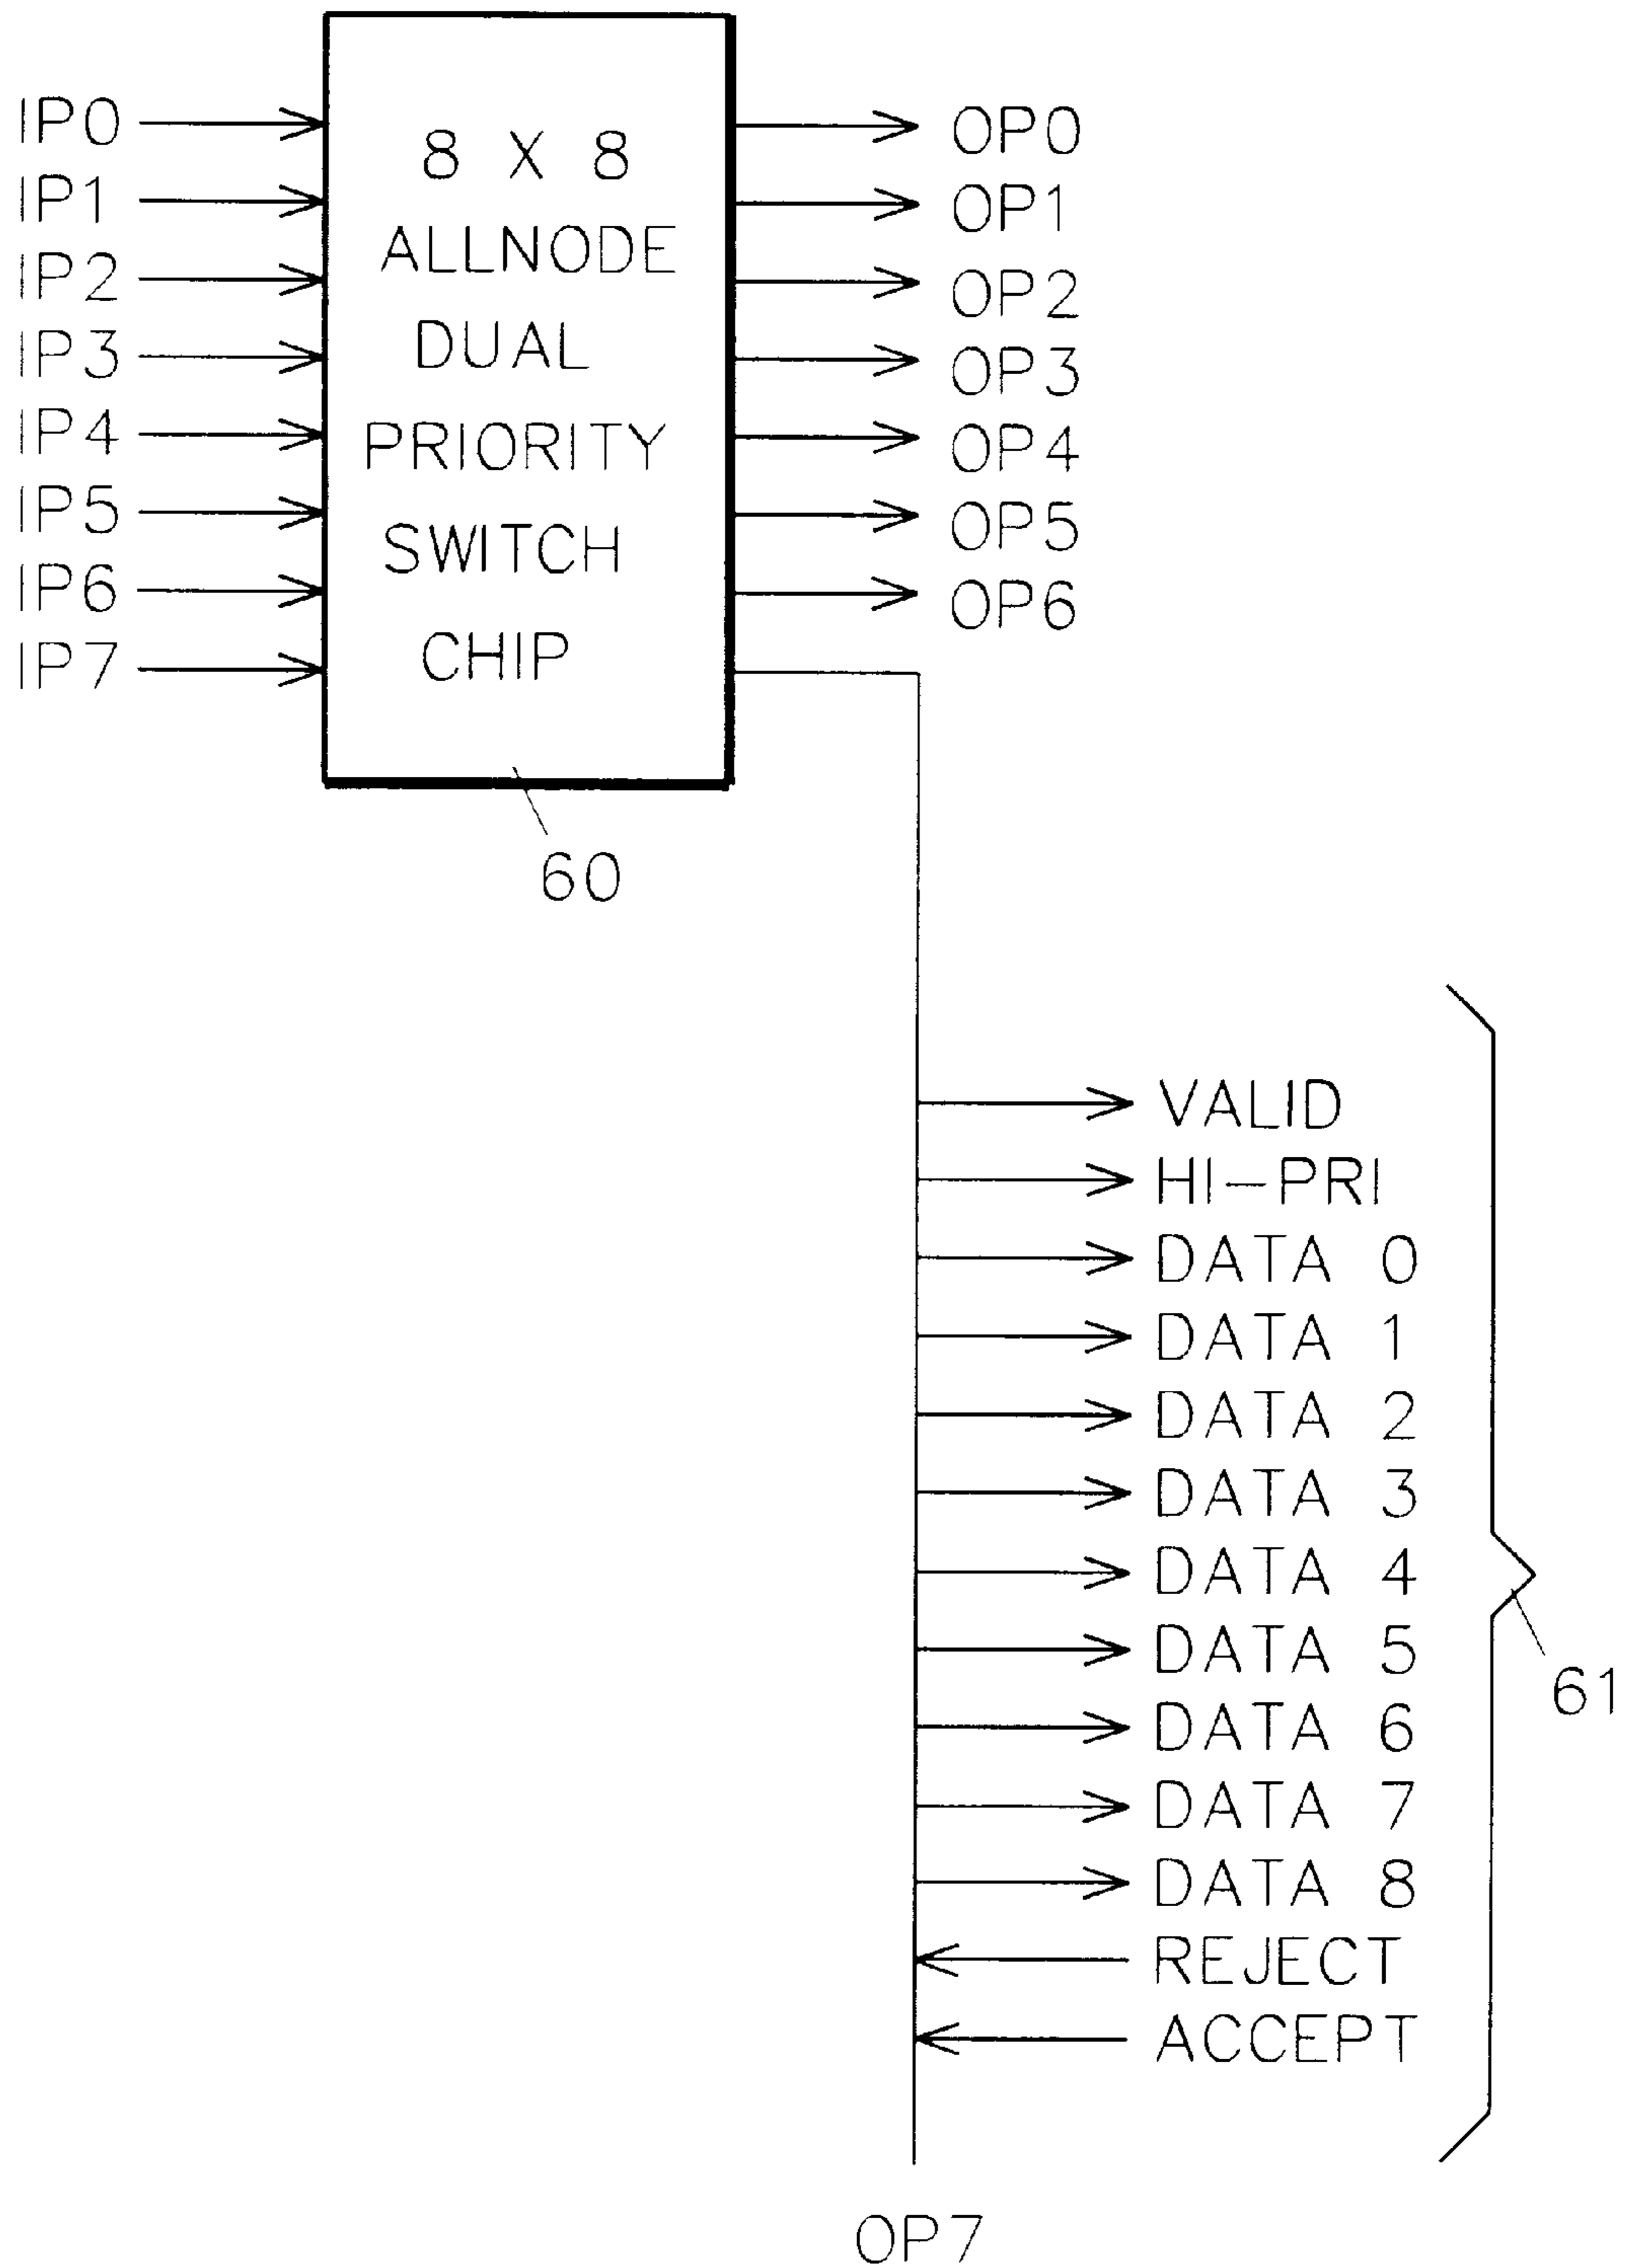 IP0
IP1
IP2
IP3
IP4
IP5
IP6
IP7
8 X 8
ALLNODE
DUAL
PRIORITY
SWITCH
CHIP
60
OP0
OP1
OP2
OP3
OP4
OP5
OP6
VALID
HI-PRI
DATA 0
DATA 1
DATA 2
DATA 3
DATA 4
DATA 5
DATA 6
DATA 7
DATA 8
REJECT
ACCEPT
61
OP7